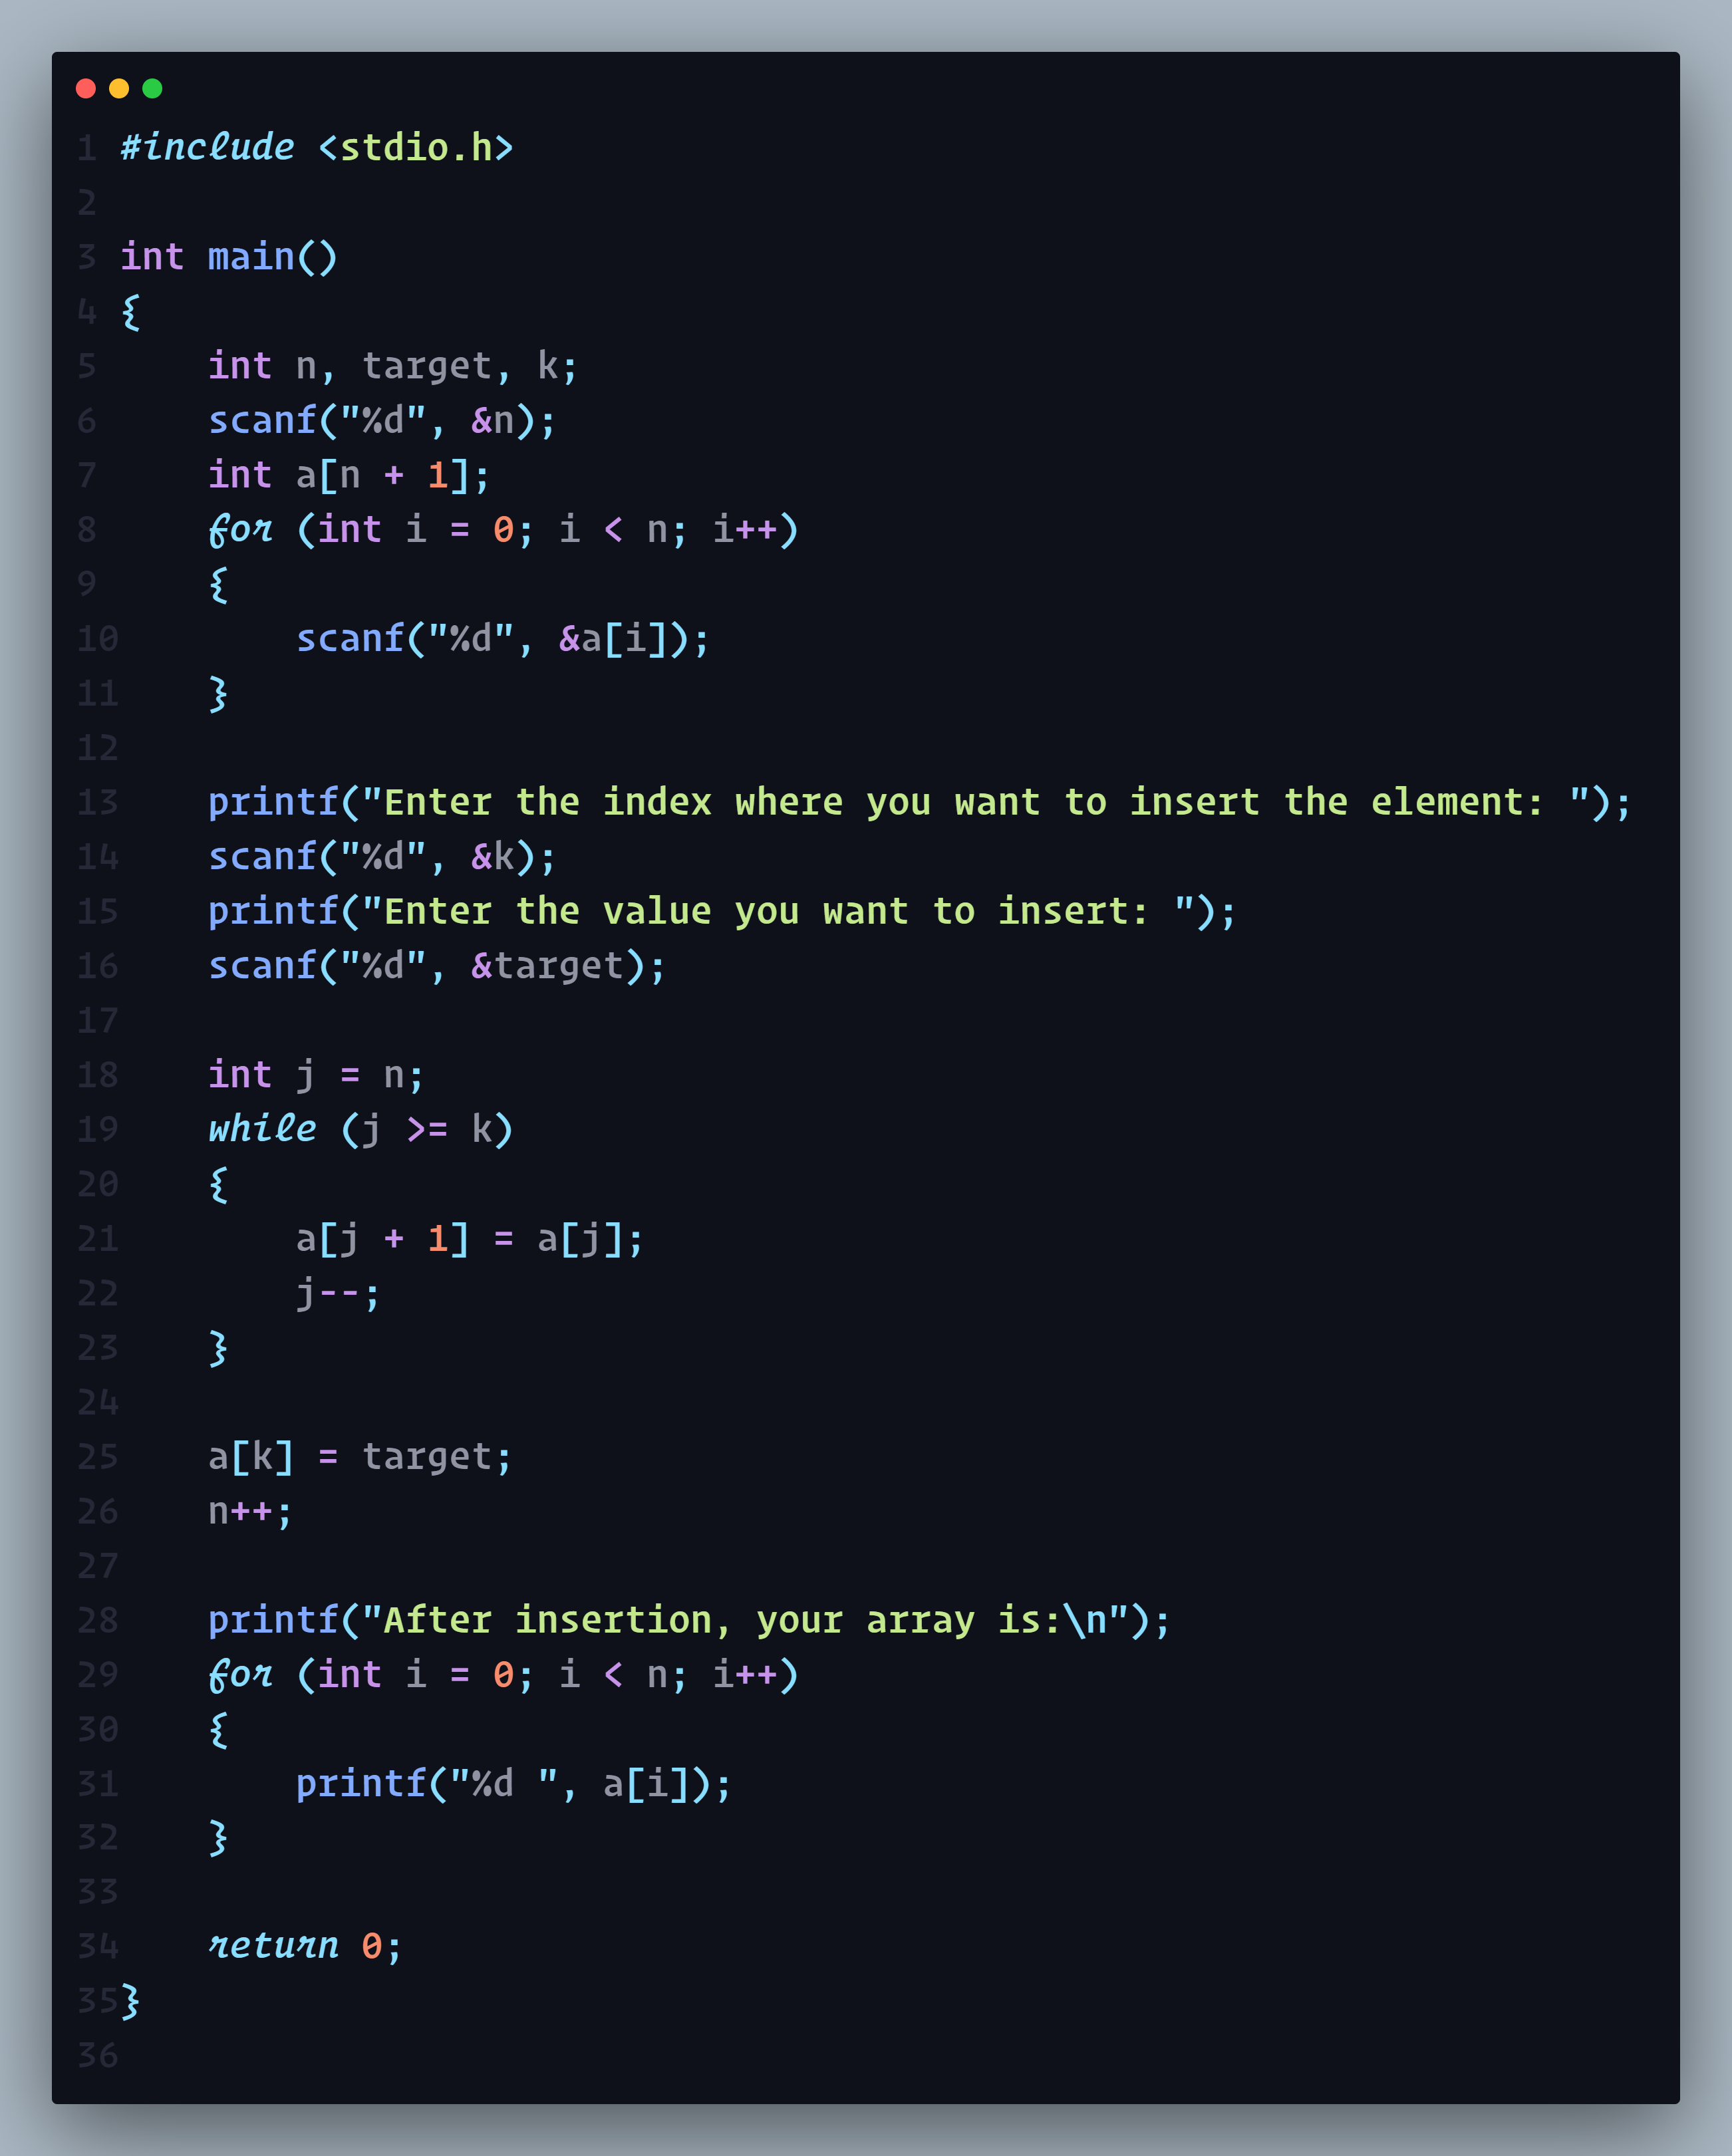 1 #include <stdio.h>
2
3 int main()
4 {
5     int n, target, k;
6     scanf("%d", &n);
7     int a[n + 1];
8     for (int i = 0; i < n; i++)
9     {
10         scanf("%d", &a[i]);
11     }
12
13     printf("Enter the index where you want to insert the element: ");
14     scanf("%d", &k);
15     printf("Enter the value you want to insert: ");
16     scanf("%d", &target);
17
18     int j = n;
19     while (j >= k)
20     {
21         a[j + 1] = a[j];
22         j--;
23     }
24
25     a[k] = target;
26     n++;
27
28     printf("After insertion, your array is:\n");
29     for (int i = 0; i < n; i++)
30     {
31         printf("%d ", a[i]);
32     }
33
34     return 0;
35 }
36